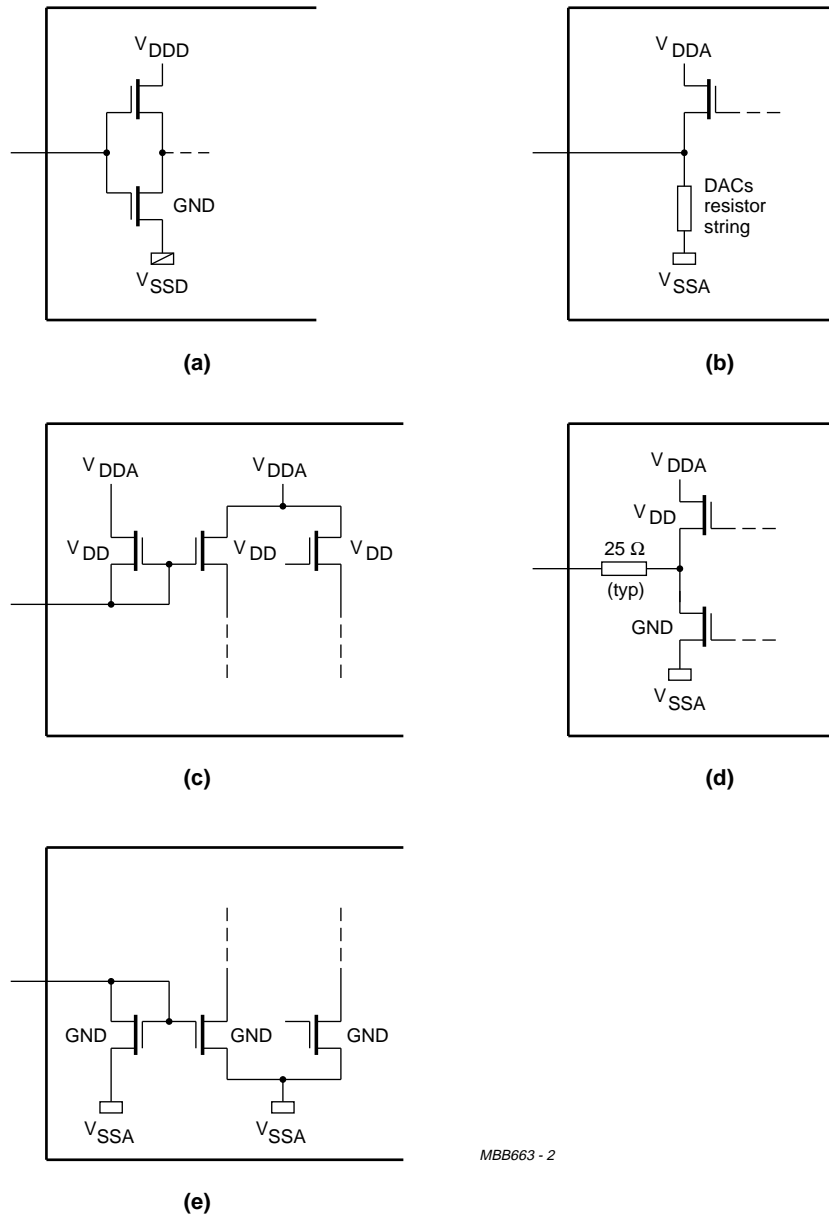 V DDD
GND
V SSD
(a)
V DDA
DACs
resistor
string
V SSA
(b)
V DDA
V DDA
V DD
V DD
V DD
(c)
V DDA
V DD
25 Ω
(typ)
GND
V SSA
(d)
GND
GND
GND
V SSA
V SSA
(e)
MBB663 - 2